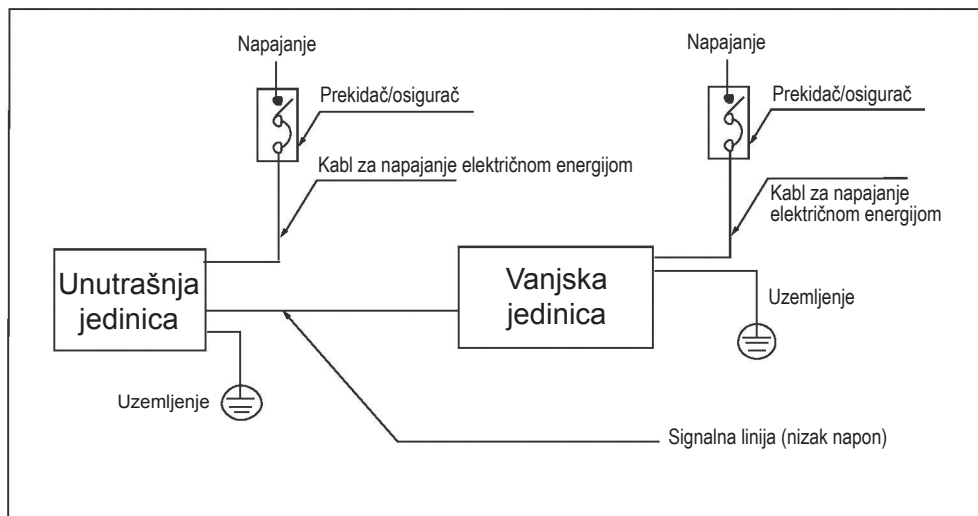 Napajanje
Napajanje
Prekidač/osigurač
Prekidač/osigurač
Kabl za napajanje električnom energijom
Kabl za napajanje
električnom energijom
Unutrašnja
jedinica
Vanjska
jedinica
Uzemljenje
Uzemljenje
Signalna linija (nizak napon)